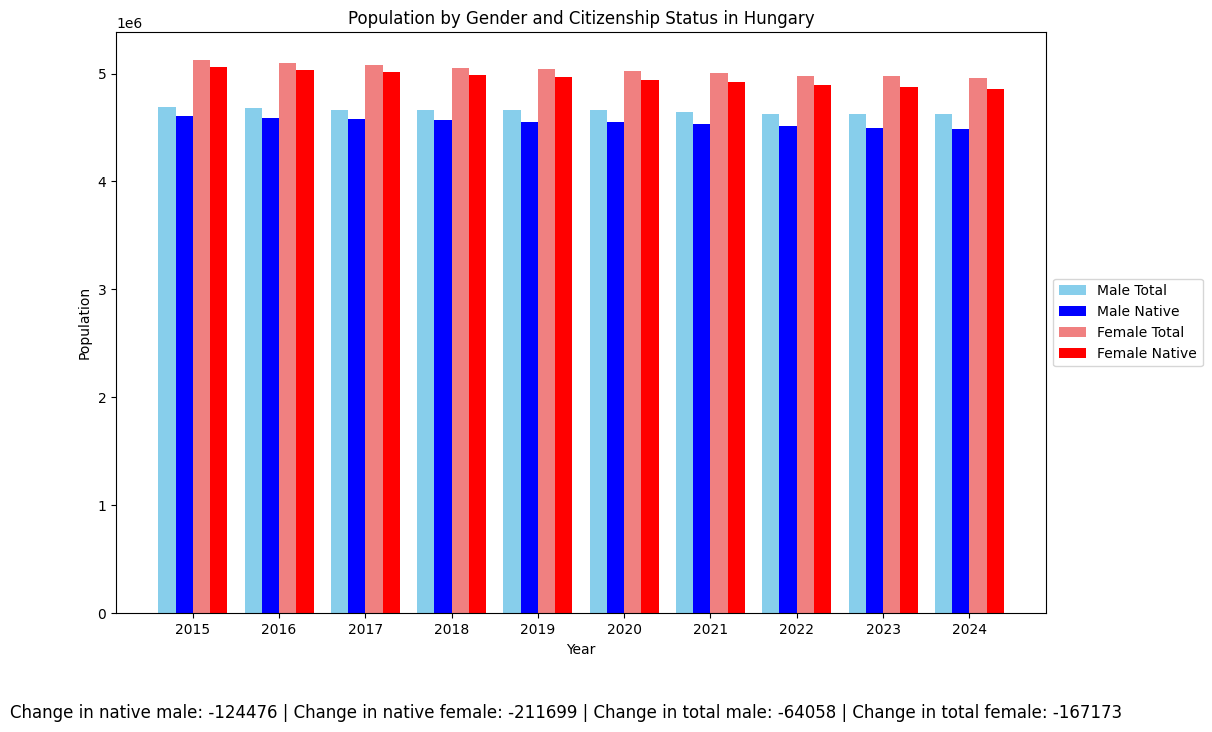 Population by Gender and Citizenship Status in Hungary
1e6
5
4
3
2
1
0
Population
2015 2016 2017 2018 2019 2020 2021 2022 2023 2024
Year
Male Total
Male Native
Female Total
Female Native
Change in native male: -124476 | Change in native female: -211699 | Change in total male: -64058 | Change in total female: -167173